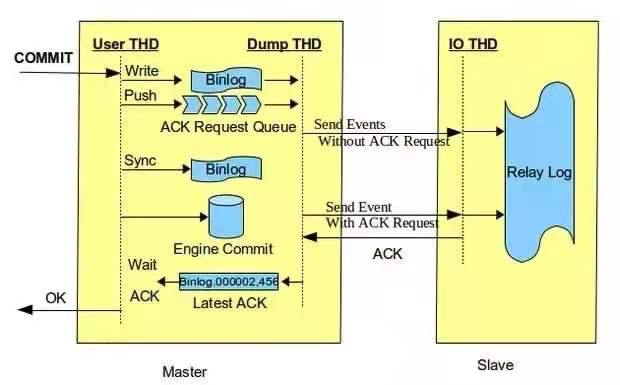 User THD
Dump THD
IO THD
COMMIT
Write
Binlog
Push
ACK Request Queue
Send Events
Without ACK Request
Sync
Binlog
Relay Log
Send Event
With ACK Request
Engine Commit
ACK
Wait
ACK
Binlog,000002,456
Latest ACK
OK
Master
Slave